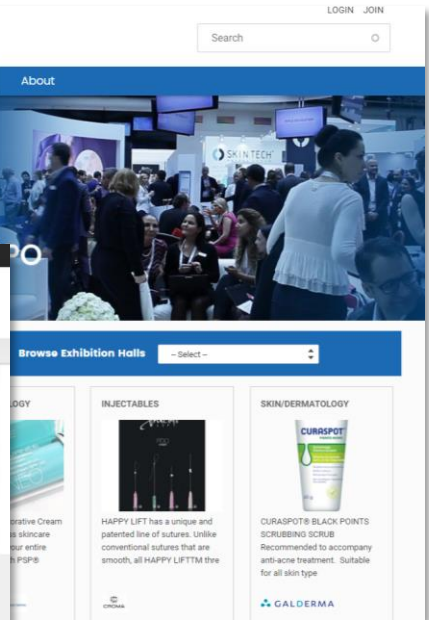 LOGIN JOIN
Search
About
SKIN TECH
PO
Browse Exhibition Halls
– Select –
LOGY
orative Cream
s skincare
our entire
h PSP®
INJECTABLES
HAPPY LIFT has a unique and
patented line of sutures. Unlike
conventional sutures that are
smooth, all HAPPY LIFTTM thre
CROMA
SKIN/DERMATOLOGY
CURASPOT
CURASPOT® BLACK POINTS
SCRUBBING SCRUB
Recommended to accompany
anti-acne treatment. Suitable
for all skin type
GALDERMA